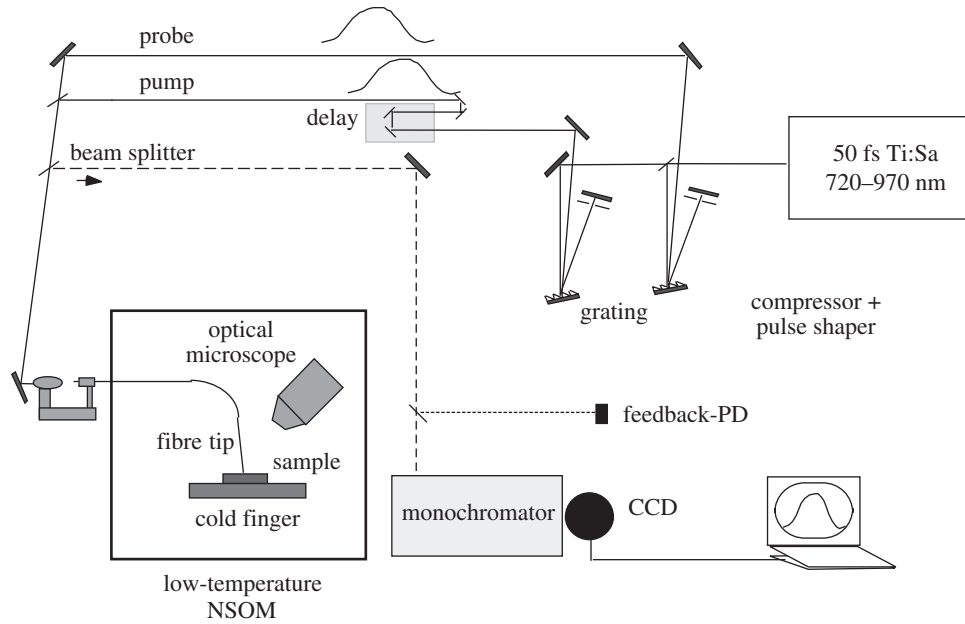 probe
pump
delay
beam splitter
50 fs Ti:Sa
720–970 nm
grating
compressor +
pulse shaper
optical
microscope
fibre tip
sample
cold finger
feedback-PD
monochromator
CCD
low-temperature
NSOM